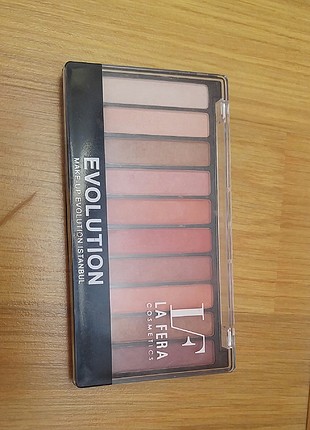 EVOLUTION
MAKE UP EVOLUTION ISTANBUL
LF
LA FERA
COSMETICS